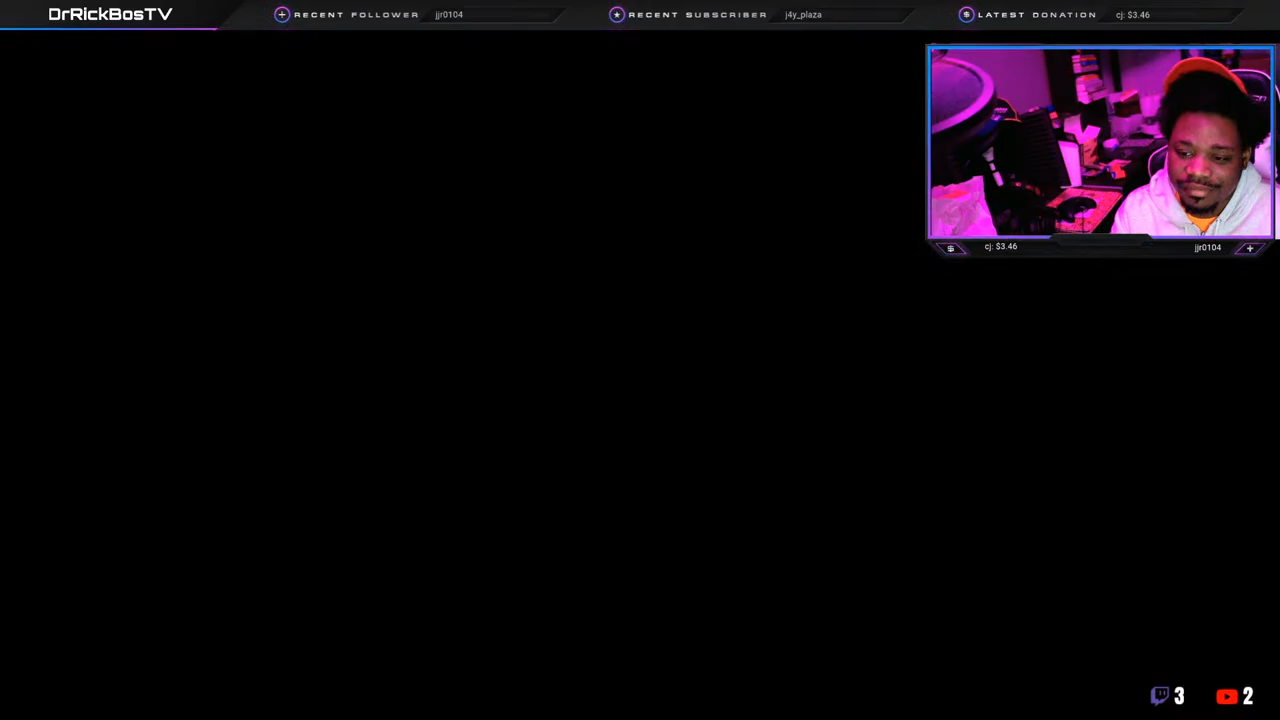 DrRickBosTV
RECENT FOLLOWER jjr0104
RECENT SUBSCRIBER j4y_plaza
LATEST DONATION cj: $3.46
cj: $3.46
jjr0104
3
2